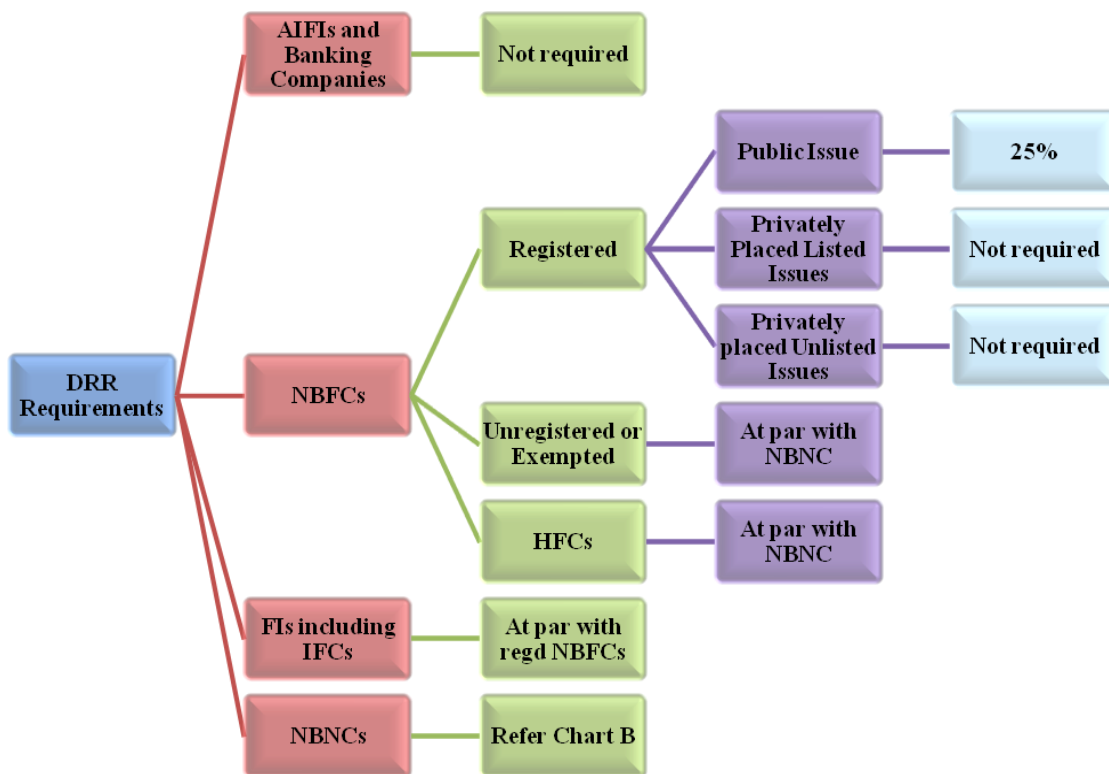 AIFIs and
Banking
Companies
Not required
Public Issue
25%
Registered
Privately
Placed Listed
Issues
Not required
Privately
placed Unlisted
Issues
Not required
DRR
Requirements
NBFCs
Unregistered or
Exempted
At par with
NBNC
HFCs
At par with
NBNC
FIs including
IFCs
At par with
regd NBFCs
NBNCs
Refer Chart B